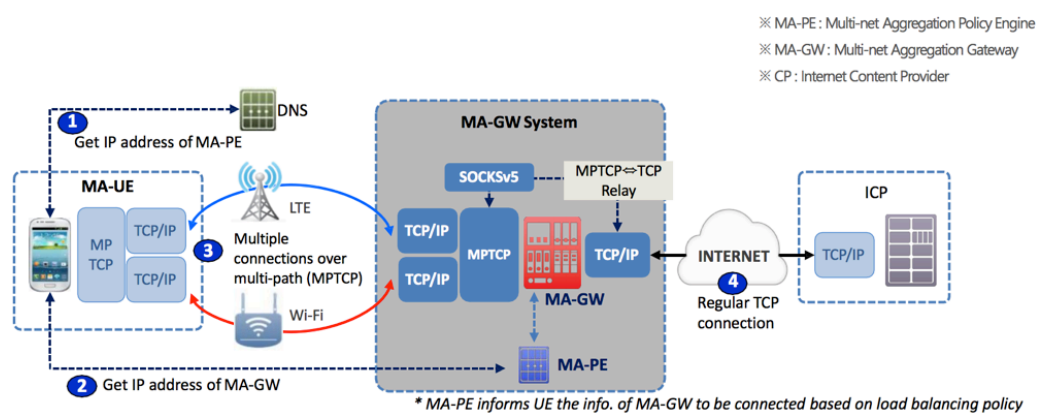 ※ MA-PE : Multi-net Aggregation Policy Engine
※ MA-GW : Multi-net Aggregation Gateway
※ CP : Internet Content Provider
DNS
1
Get IP address of MA-PE
MA-GW System
MA-UE
ICP
SOCKSv5
MPTCP⇔TCP
Relay
LTE
MP
TCP
TCP/IP
TCP/IP
3
Multiple
connections over
multi-path (MPTCP)
Wi-Fi
TCP/IP
TCP/IP
MPTCP
TCP/IP
MA-GW
INTERNET
4
Regular TCP
connection
TCP/IP
MA-PE
2
Get IP address of MA-GW
* MA-PE informs UE the info. of MA-GW to be connected based on load balancing policy